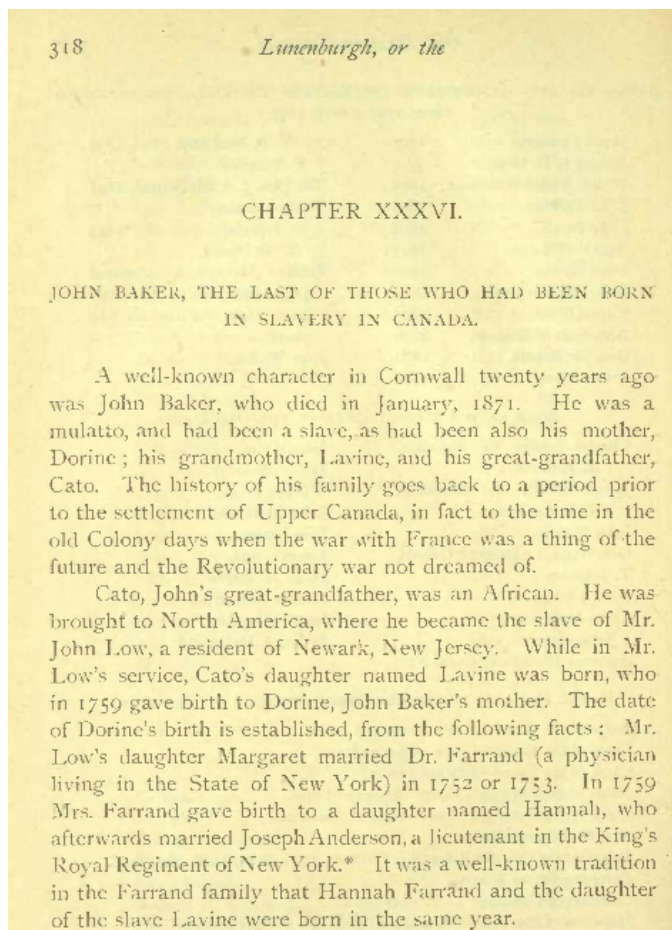 318
Lunenburgh, or the
CHAPTER XXXVI.
JOHN BAKER, THE LAST OF THOSE WHO HAD BEEN BORN
IN SLAVERY IN CANADA.
A well-known character in Cornwall twenty years ago
was John Baker, who died in January, 1871. He was a
mulatto, and had been a slave, as had been also his mother,
Dorine; his grandmother, Lavine, and his great-grandfather,
Cato. The history of his family goes back to a period prior
to the settlement of Upper Canada, in fact to the time in the
old Colony days when the war with France was a thing of the
future and the Revolutionary war not dreamed of.
Cato, John's great-grandfather, was an African. He was
brought to North America, where he became the slave of Mr.
John Low, a resident of Newark, New Jersey. While in Mr.
Low's service, Cato's daughter named Lavine was born, who
in 1759 gave birth to Dorine, John Baker's mother. The date
of Dorine's birth is established, from the following facts: Mr.
Low's daughter Margaret married Dr. Farrand (a physician
living in the State of New York) in 1752 or 1753. In 1759
Mrs. Farrand gave birth to a daughter named Hannah, who
afterwards married Joseph Anderson, a lieutenant in the King's
Royal Regiment of New York.* It was a well-known tradition
in the Farrand family that Hannah Farrand and the daughter
of the slave Lavine were born in the same year.